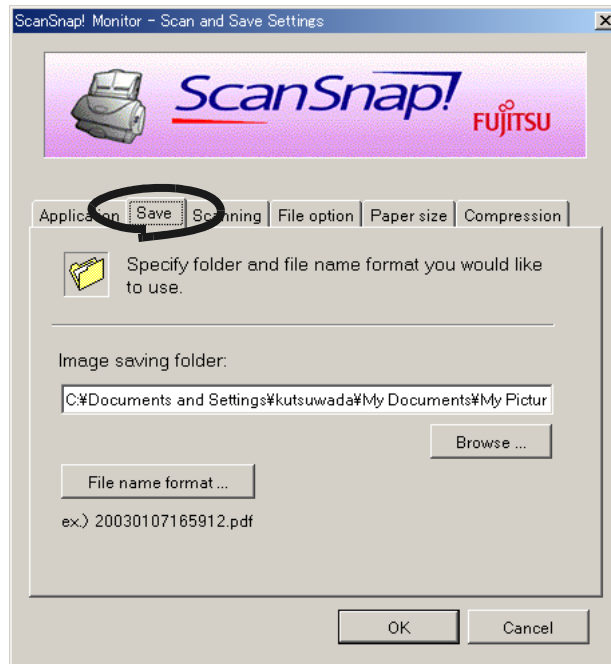 ScanSnap! Monitor - Scan and Save Settings
ScanSnap!
FUJITSU
Application Save Scanning File option Paper size Compression
Specify folder and file name format you would like
to use.
Image saving folder:
C:¥Documents and Settings¥kutsuwada¥My Documents¥My Pictur
Browse ...
File name format ...
ex.) 20030107165912.pdf
OK Cancel